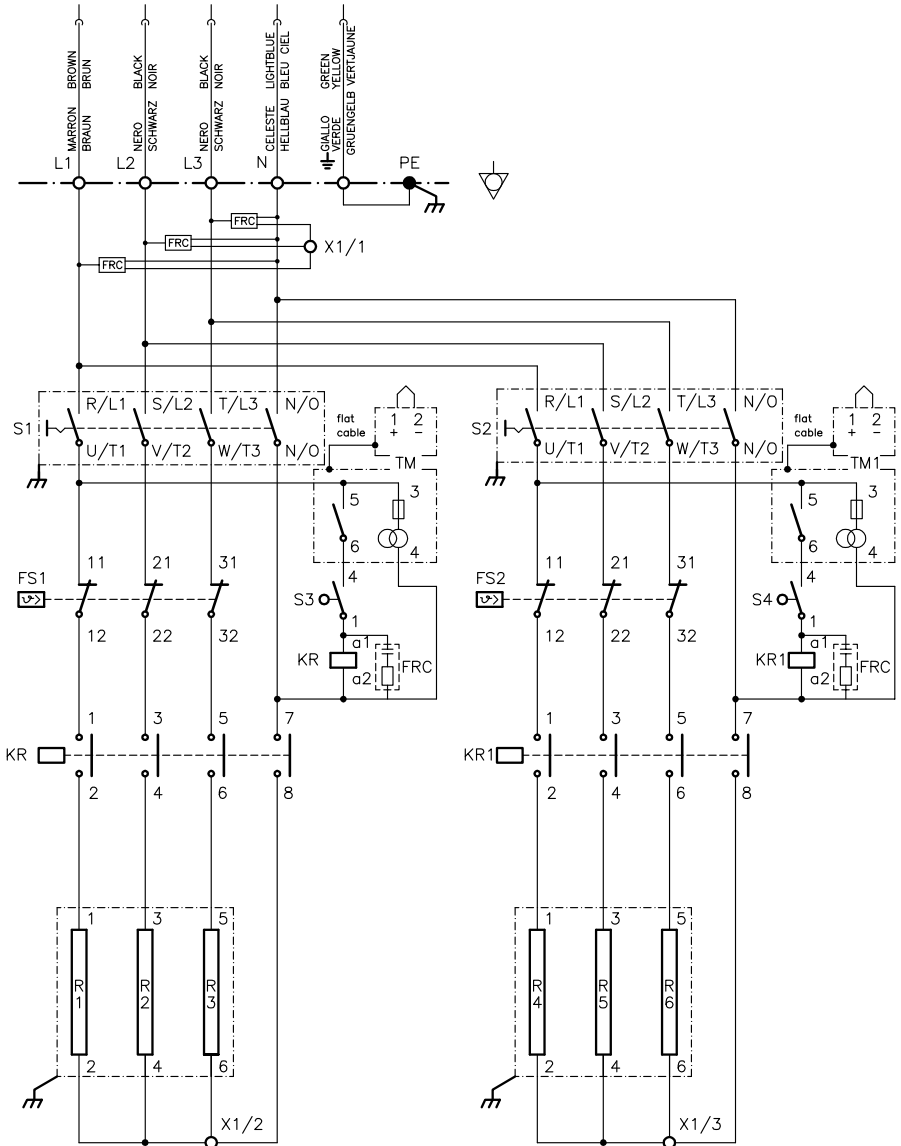 MARRON BROWN
BRAUN BRUN
NERO BLACK
SCHWARZ NOIR
NERO BLACK
SCHWARZ NOIR
CELESTE LIGHTBLUE
HELLBLAU BLEU CIEL
GIALLO GREEN
VERDE YELLOW
GRUENGELB VERTJAUNE
L1 L2 L3 N PE
FRC
FRC X1/1
FRC
R/L1 S/L2 T/L3 N/O
S1
U/T1 V/T2 W/T3 N/O
flat
cable
1 2
+ −
TM
5 3
6 4
R/L1 S/L2 T/L3 N/O
S2
U/T1 V/T2 W/T3 N/O
flat
cable
1 2
+ −
TM1
5 3
6 4
11 21 31
FS1
12 22 32
4
S3
1
a1
KR FRC
a2
11 21 31
FS2
12 22 32
4
S4
1
a1
KR1 FRC
a2
1 3 5 7
KR
2 4 6 8
1 3 5 7
KR1
2 4 6 8
1 3 5
R1 R2 R3
2 4 6
X1/2
1 3 5
R4 R5 R6
2 4 6
X1/3